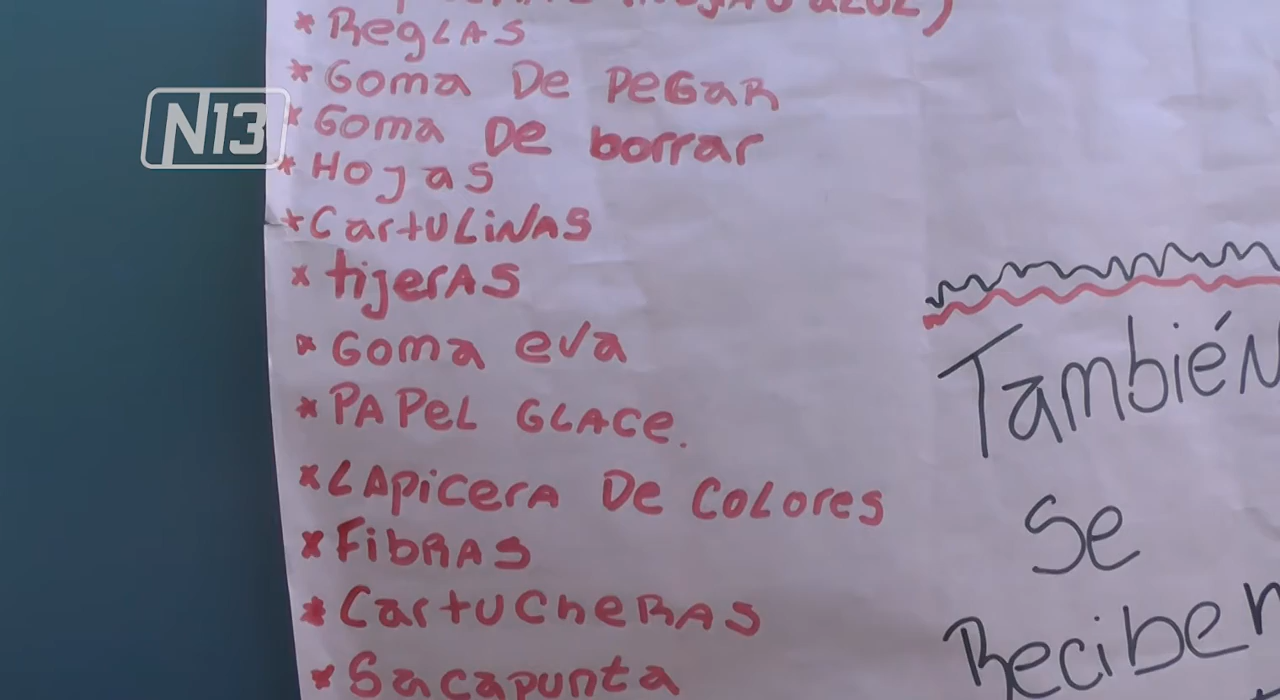 * ReGLAS
* Goma De PeGaR
* Goma De borrar
* Hojas
* CartULiNAS
* tijerAS
* Goma eva
* PAPeL GLACe.
* LApicerA De CoLores
* FibRAS
* CartUCheRAS
* Sacapunta
También
Se
Reciben
N13